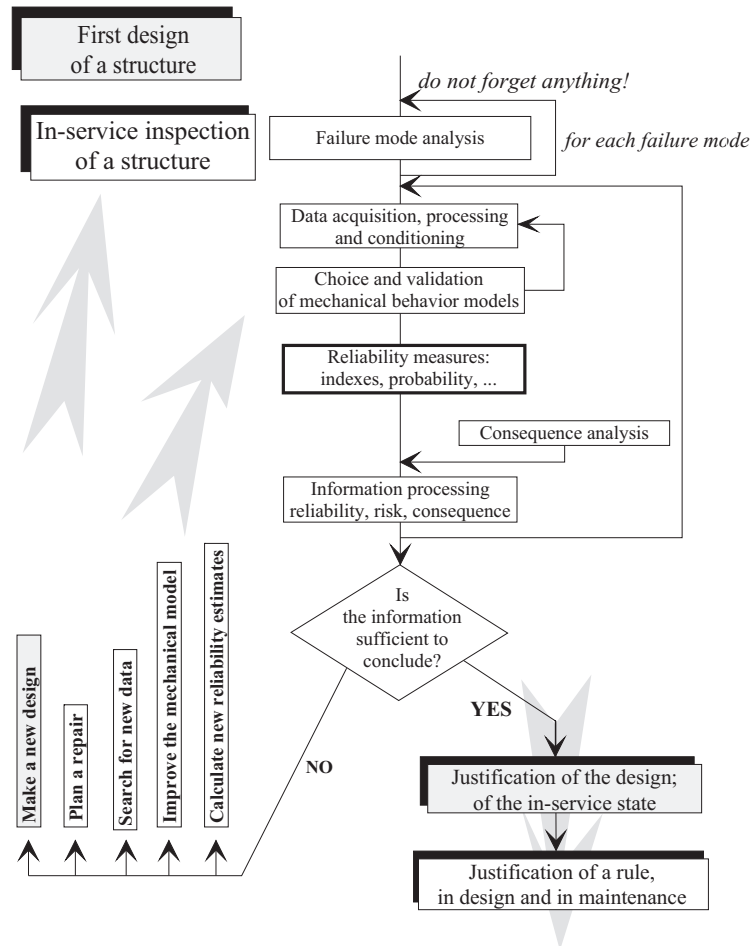 First design
of a structure
In-service inspection
of a structure
do not forget anything!
Failure mode analysis
for each failure mode
Data acquisition, processing
and conditioning
Choice and validation
of mechanical behavior models
Reliability measures:
indexes, probability, ...
Consequence analysis
Information processing
reliability, risk, consequence
Is
the information
sufficient to
conclude?
YES
NO
Make a new design
Plan a repair
Search for new data
Improve the mechanical model
Calculate new reliability estimates
Justification of the design;
of the in-service state
Justification of a rule,
in design and in maintenance